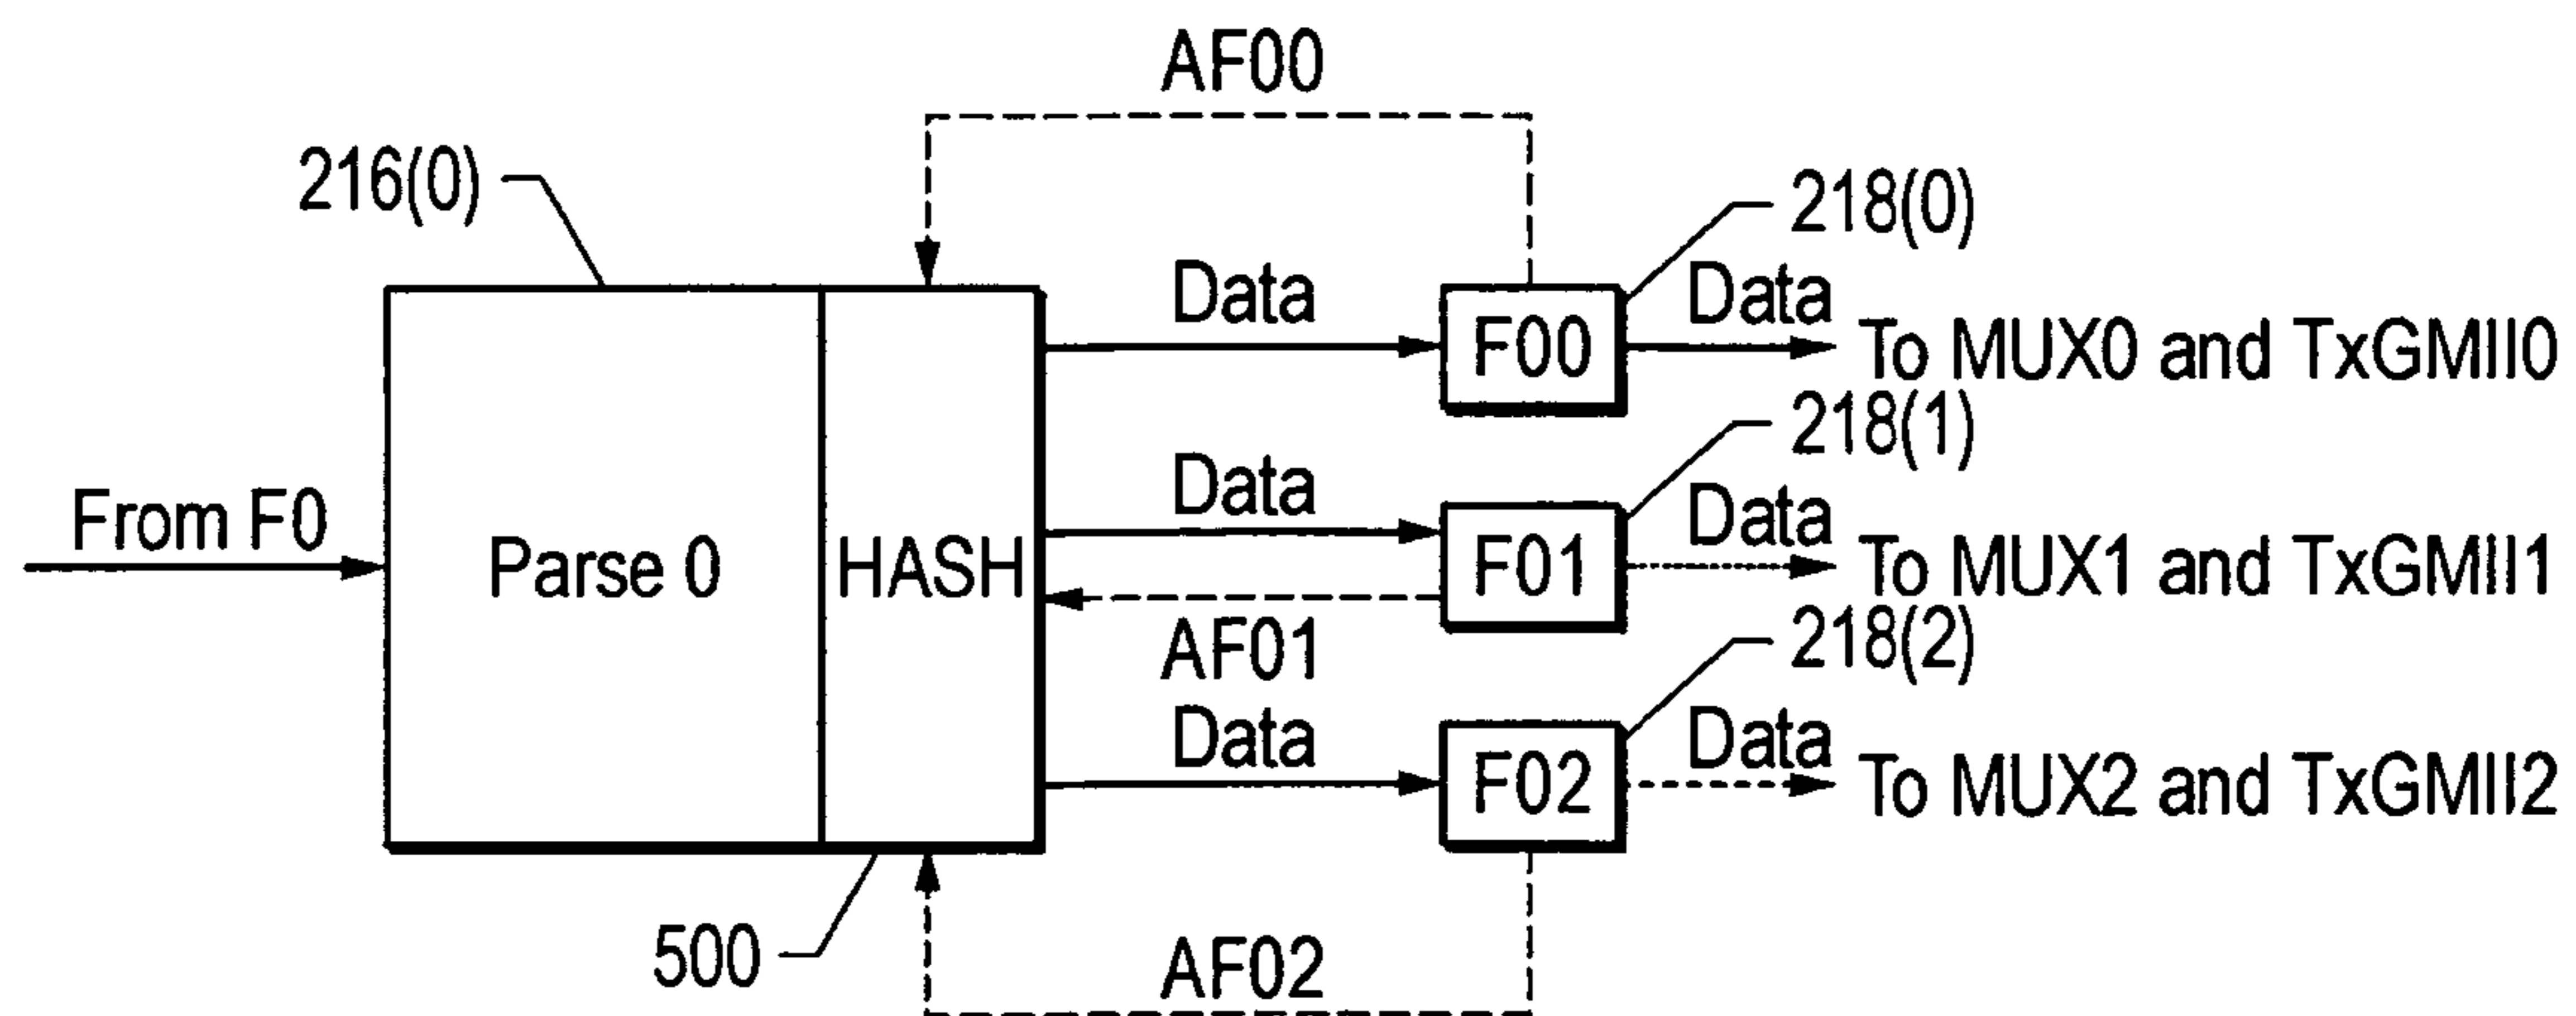 AF00
216(0)
218(0)
Data
Data
F00
To MUX0 and TxGMII0
218(1)
Data
Data
From F0
Parse 0
HASH
F01
To MUX1 and TxGMII1
AF01
218(2)
Data
Data
F02
To MUX2 and TxGMII2
500
AF02